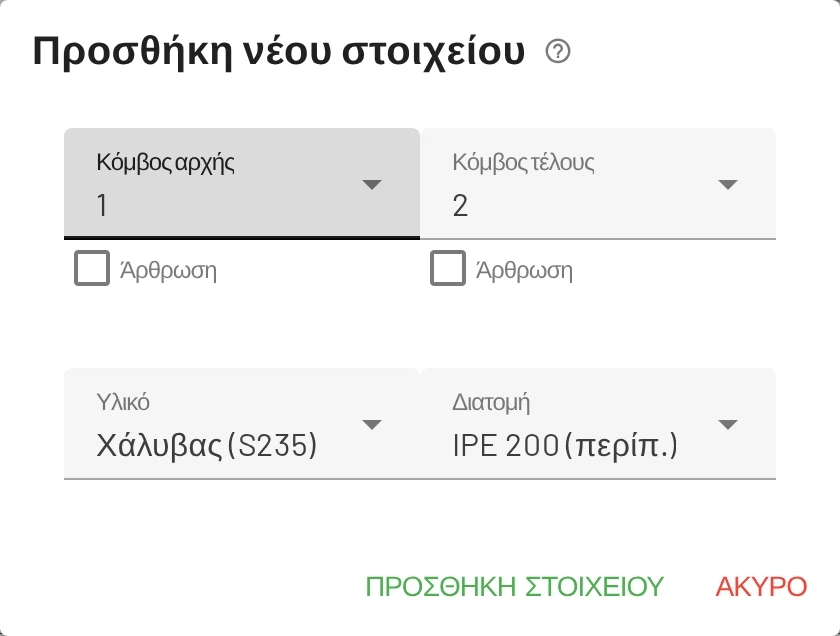 Προσθήκη νέου στοιχείου
Κόμβος αρχής
1
Κόμβος τέλους
2
Άρθρωση
Άρθρωση
Υλικό
Χάλυβας (S235)
Διατομή
IPE 200 (περίπ.)
ΠΡΟΣΘΗΚΗ ΣΤΟΙΧΕΙΟΥ
ΑΚΥΡΟ